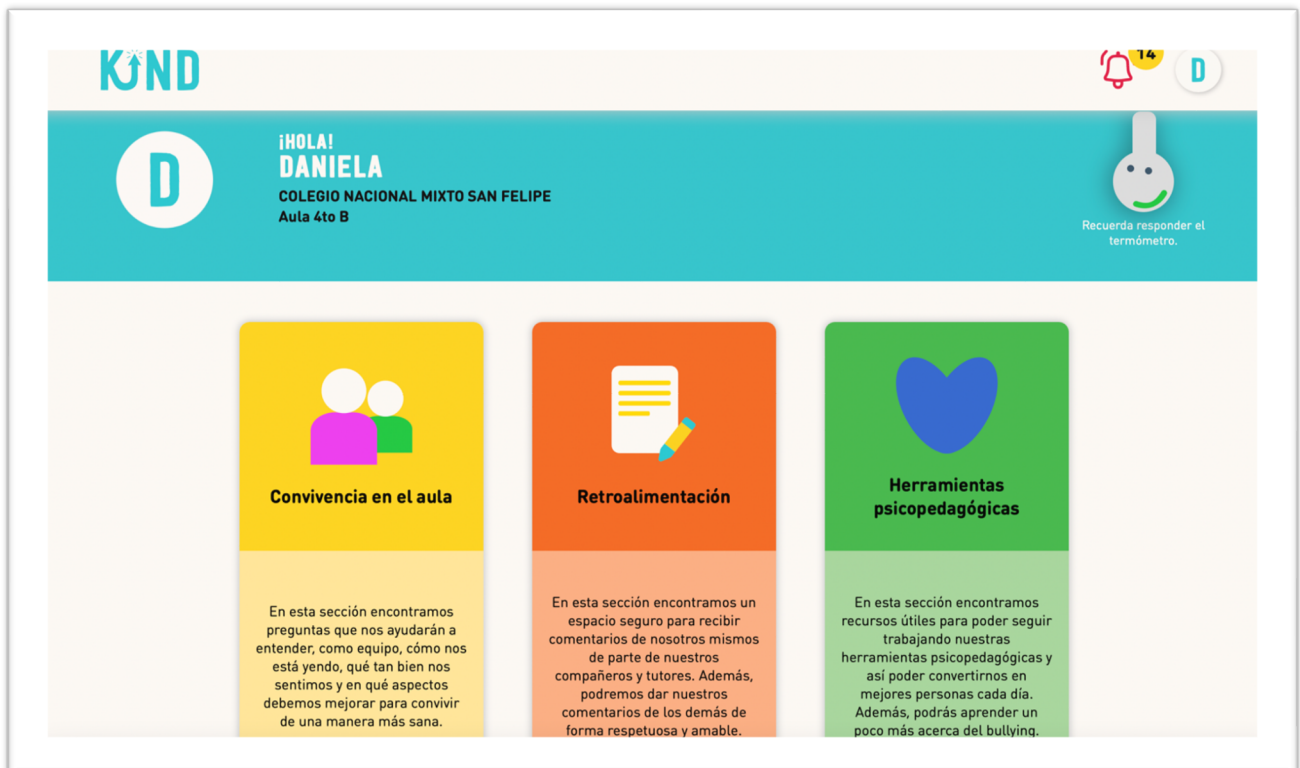 KIND
14
D
D
¡HOLA!
DANIELA
COLEGIO NACIONAL MIXTO SAN FELIPE
Aula 4to B
Recuerda responder el
termómetro.
Convivencia en el aula
En esta sección encontramos
preguntas que nos ayudarán a
entender, como equipo, cómo nos
está yendo, qué tan bien nos
sentimos y en qué aspectos
debemos mejorar para convivir
de una manera más sana.
Retroalimentación
En esta sección encontramos un
espacio seguro para recibir
comentarios de nosotros mismos
de parte de nuestros
compañeros y tutores. Además,
podremos dar nuestros
comentarios de los demás de
forma respetuosa y amable.
Herramientas
psicopedagógicas
En esta sección encontramos
recursos útiles para poder seguir
trabajando nuestras
herramientas psicopedagógicas y
así poder convertirnos en
mejores personas cada día.
Además, podrás aprender un
poco más acerca del bullying.